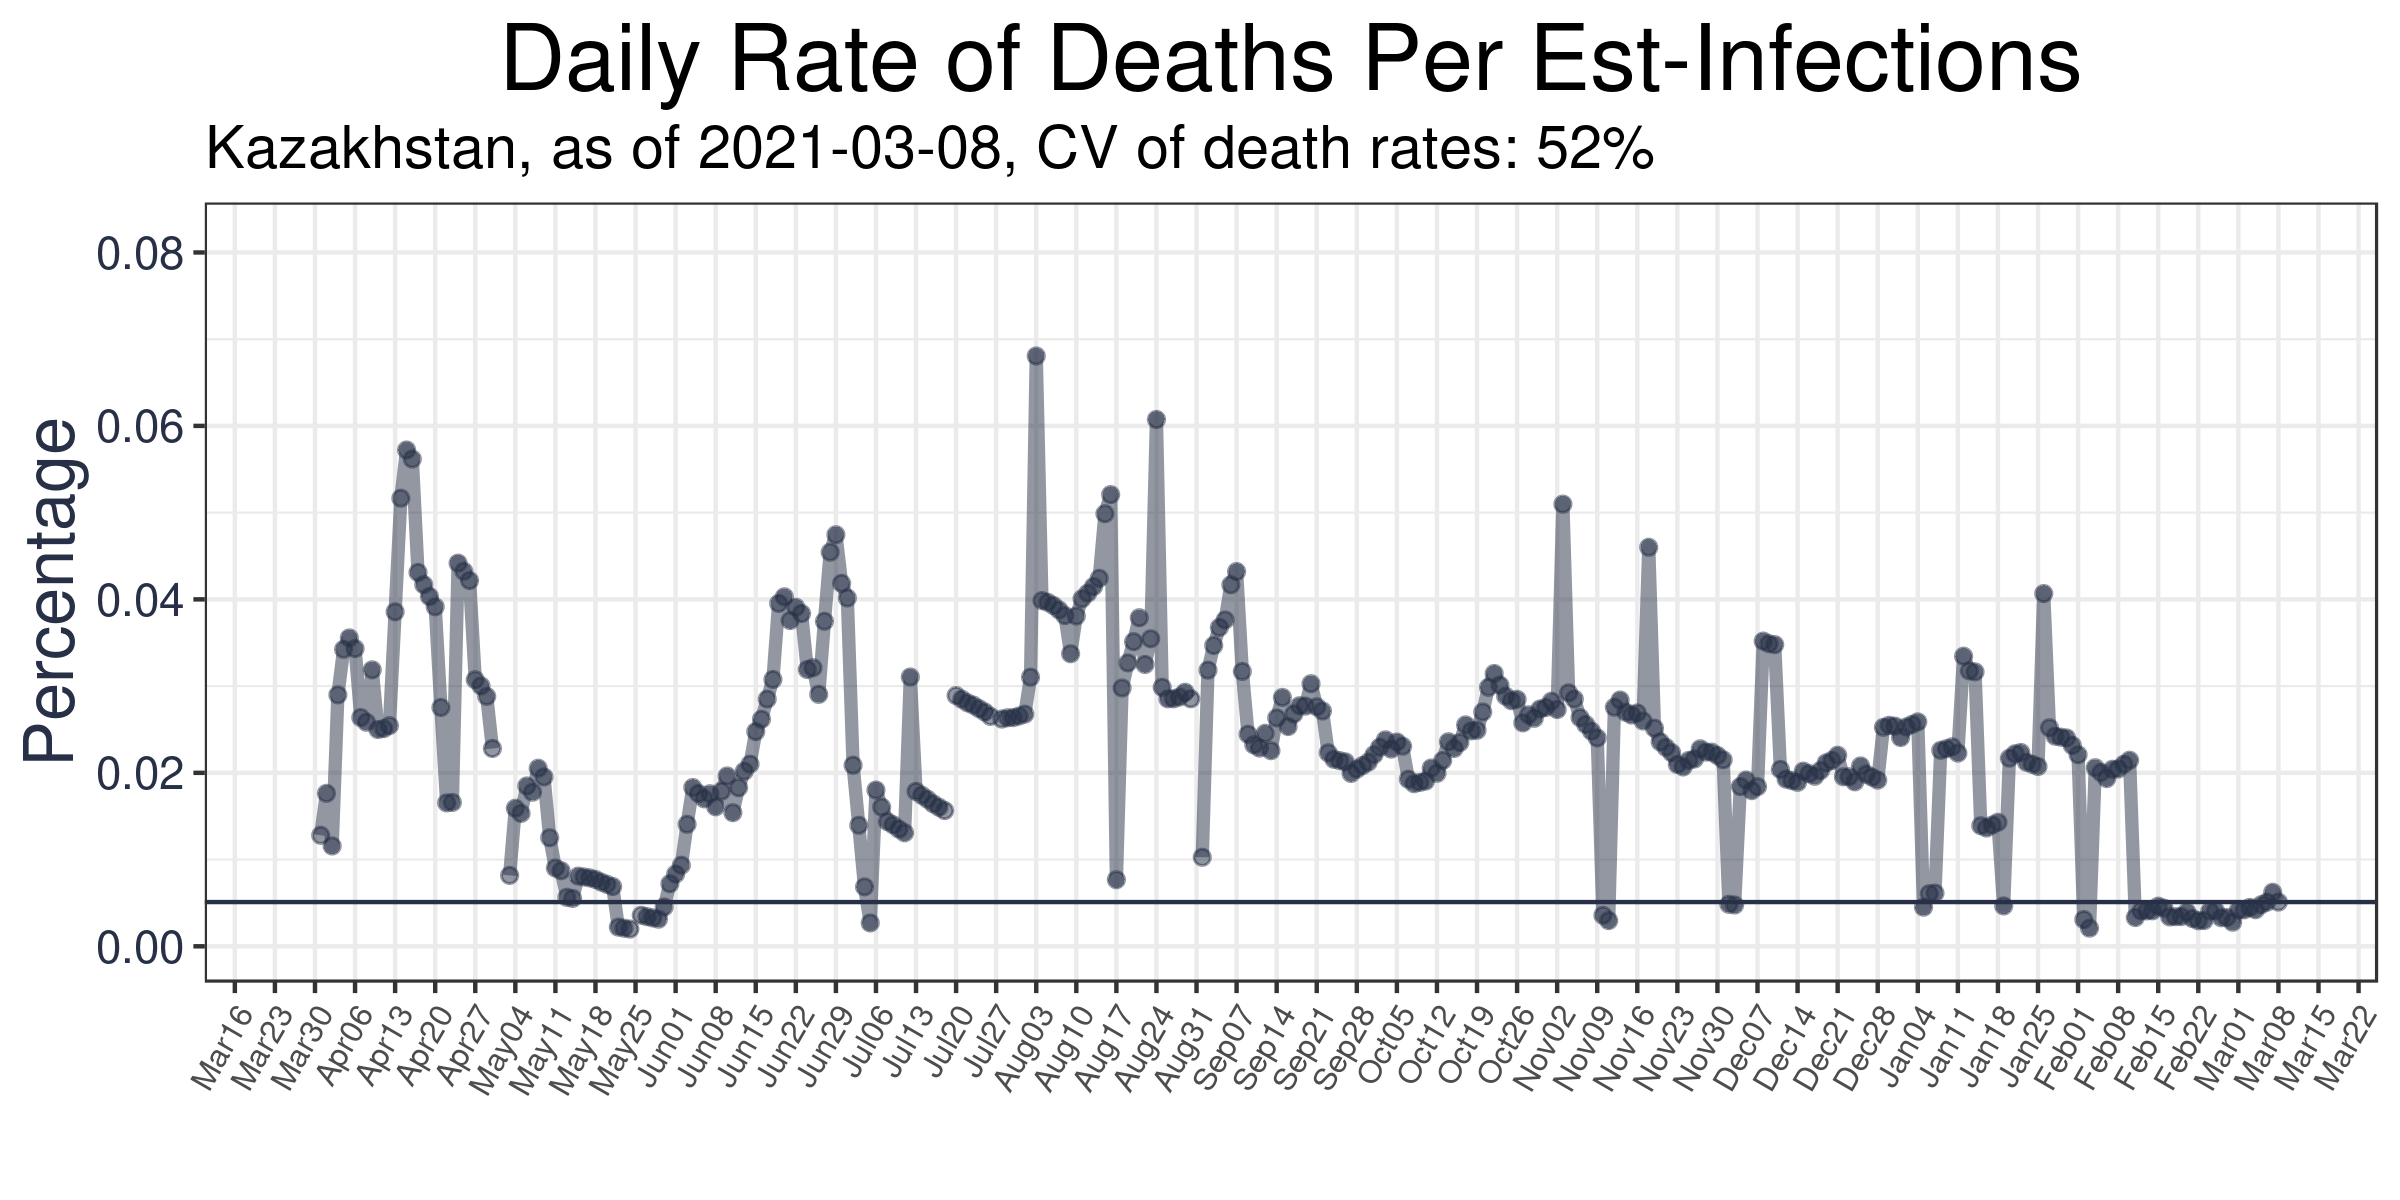 Daily Rate of Deaths Per Est-Infections
Kazakhstan, as of 2021-03-08, CV of death rates: 52%
Percentage
0.08
0.06
0.04
0.02
0.00
Mar16 Mar23 Mar30 Apr06 Apr13 Apr20 Apr27 May04 May11 May18 May25 Jun01 Jun08 Jun15 Jun22 Jun29 Jul06 Jul13 Jul20 Jul27 Aug03 Aug10 Aug17 Aug24 Aug31 Sep07 Sep14 Sep21 Sep28 Oct05 Oct12 Oct19 Oct26 Nov02 Nov09 Nov16 Nov23 Nov30 Dec07 Dec14 Dec21 Dec28 Jan04 Jan11 Jan18 Jan25 Feb01 Feb08 Feb15 Feb22 Mar01 Mar08 Mar15 Mar22